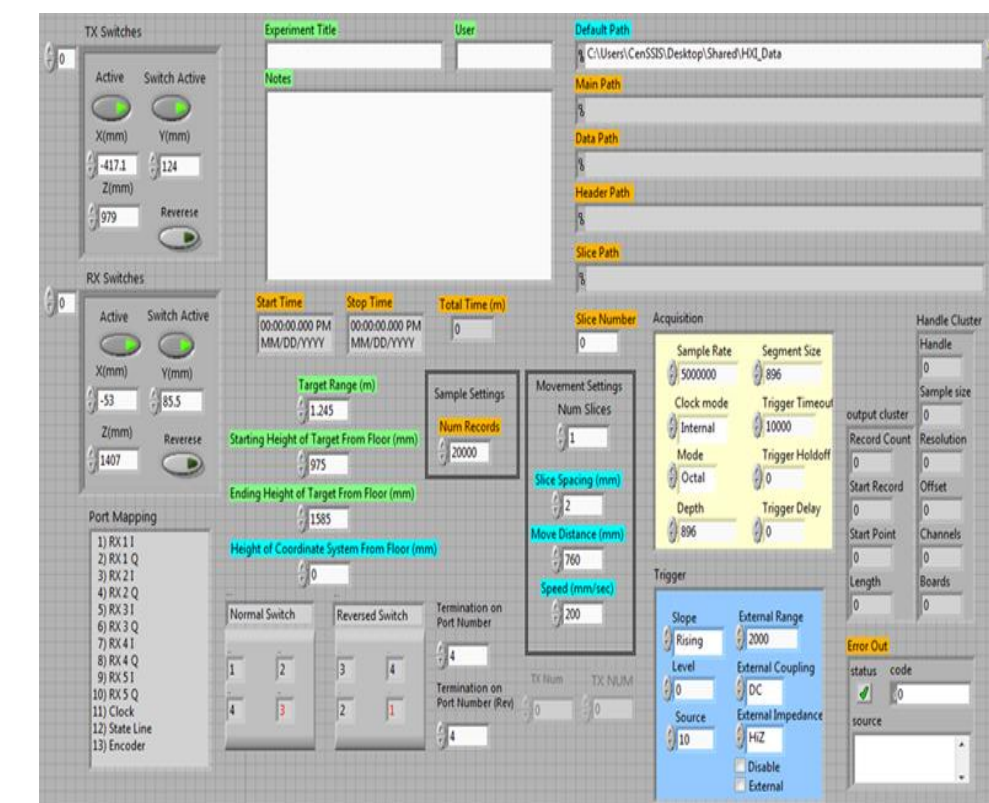 TX Switches
0
Active Switch Active
X(mm) Y(mm)
-417.1 124
Z(mm)
979 Reverese
RX Switches
0
Active Switch Active
X(mm) Y(mm)
-53 85.5
Z(mm) Reverese
1407
Port Mapping
1) RX 1 I
2) RX 1 Q
3) RX 2 I
4) RX 2 Q
5) RX 3 I
6) RX 3 Q
7) RX 4 I
8) RX 4 Q
9) RX 5 I
10) RX 5 Q
11) Clock
12) State Line
13) Encoder
Experiment Title User
Notes
Default Path
C:\Users\CenSSIS\Desktop\Shared\HXI_Data
Main Path
Data Path
Header Path
Slice Path
Start Time Stop Time Total Time (m)
00:00:00.000 PM 00:00:00.000 PM 0
MM/DD/YYYY MM/DD/YYYY
Slice Number
0
Target Range (m)
1.245
Starting Height of Target From Floor (mm)
975
Ending Height of Target From Floor (mm)
1585
Height of Coordinate System From Floor (mm)
0
Sample Settings
Num Records
20000
Movement Settings
Num Slices
1
Slice Spacing (mm)
2
Move Distance (mm)
760
Speed (mm/sec)
200
Normal Switch Reversed Switch
1 2 3 4
4 3 2 1
Termination on
Port Number
4
Termination on
Port Number (Rev)
4
TX Num TX NUM
0 0
Acquisition
Sample Rate Segment Size
5000000 896
Clock mode Trigger Timeout
Internal 10000
Mode Trigger Holdoff
Octal 0
Depth Trigger Delay
896 0
Trigger
Slope External Range
Rising 2000
Level External Coupling
0 DC
Source External Impedance
10 HiZ
Disable
External
output cluster
Record Count
0
Start Record
0
Start Point
0
Length
0
Handle Cluster
Handle
0
Sample size
0
Resolution
0
Offset
0
Channels
0
Boards
0
Error Out
status code
0
source